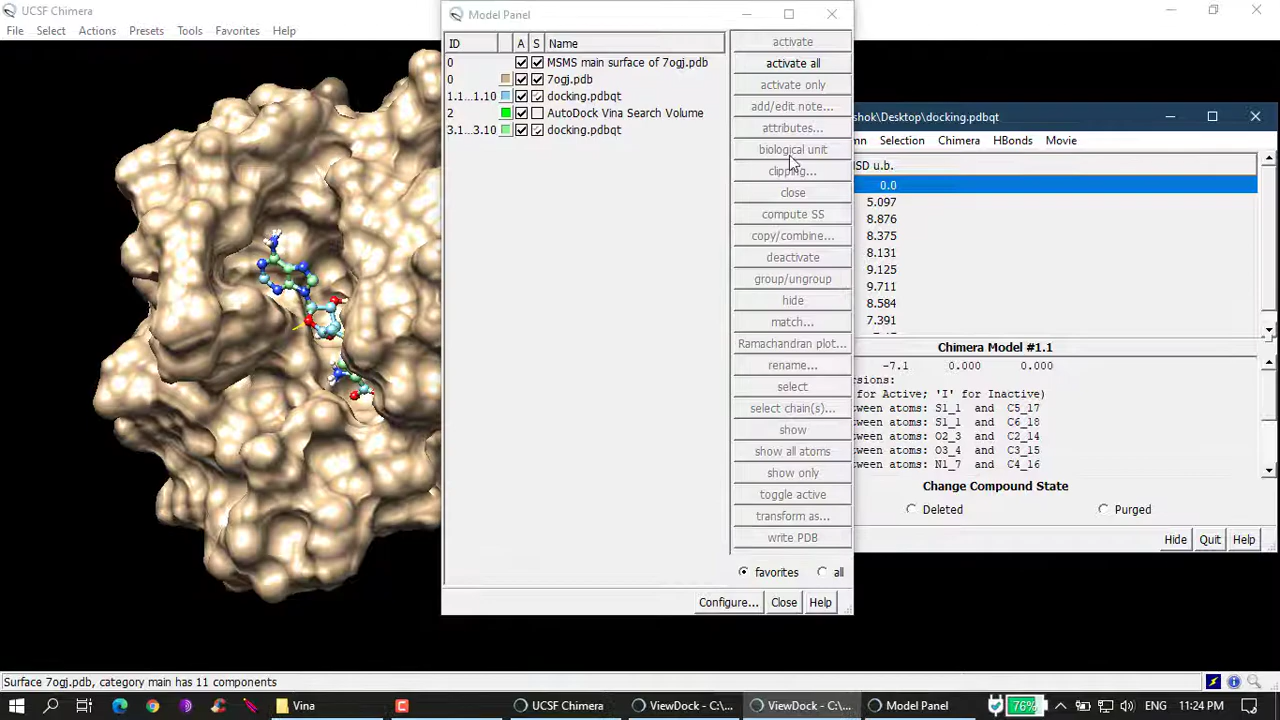 UCSF Chimera
File Select Actions Presets Tools Favorites Help
Model Panel
ID A S Name
0 MSMS main surface of 7ogj.pdb
0 7ogj.pdb
1.1...1.10 docking.pdbqt
2 AutoDock Vina Search Volume
3.1...3.10 docking.pdbqt
activate
activate all
activate only
add/edit note...
attributes...
biological unit
clipping...
close
compute SS
copy/combine...
deactivate
group/ungroup
hide
match...
Ramachandran plot...
rename...
select
select chain(s)...
show
show all atoms
show only
toggle active
transform as...
write PDB
favorites all
Configure... Close Help
shok\Desktop\docking.pdbqt
mn Selection Chimera HBonds Movie
SD u.b.
0.0
5.097
8.876
8.375
8.131
9.125
9.711
8.584
7.391
Chimera Model #1.1
-7.1 0.000 0.000
rsions:
for Active; 'I' for Inactive)
tween atoms: S1_1 and C5_17
tween atoms: S1_1 and C6_18
tween atoms: O2_3 and C2_14
tween atoms: O3_4 and C3_15
tween atoms: N1_7 and C4_16
Change Compound State
Deleted Purged
Hide Quit Help
Surface 7ogj.pdb, category main has 11 components
Vina
UCSF Chimera
ViewDock - C:\...
ViewDock - C:\...
Model Panel
76%
ENG 11:24 PM